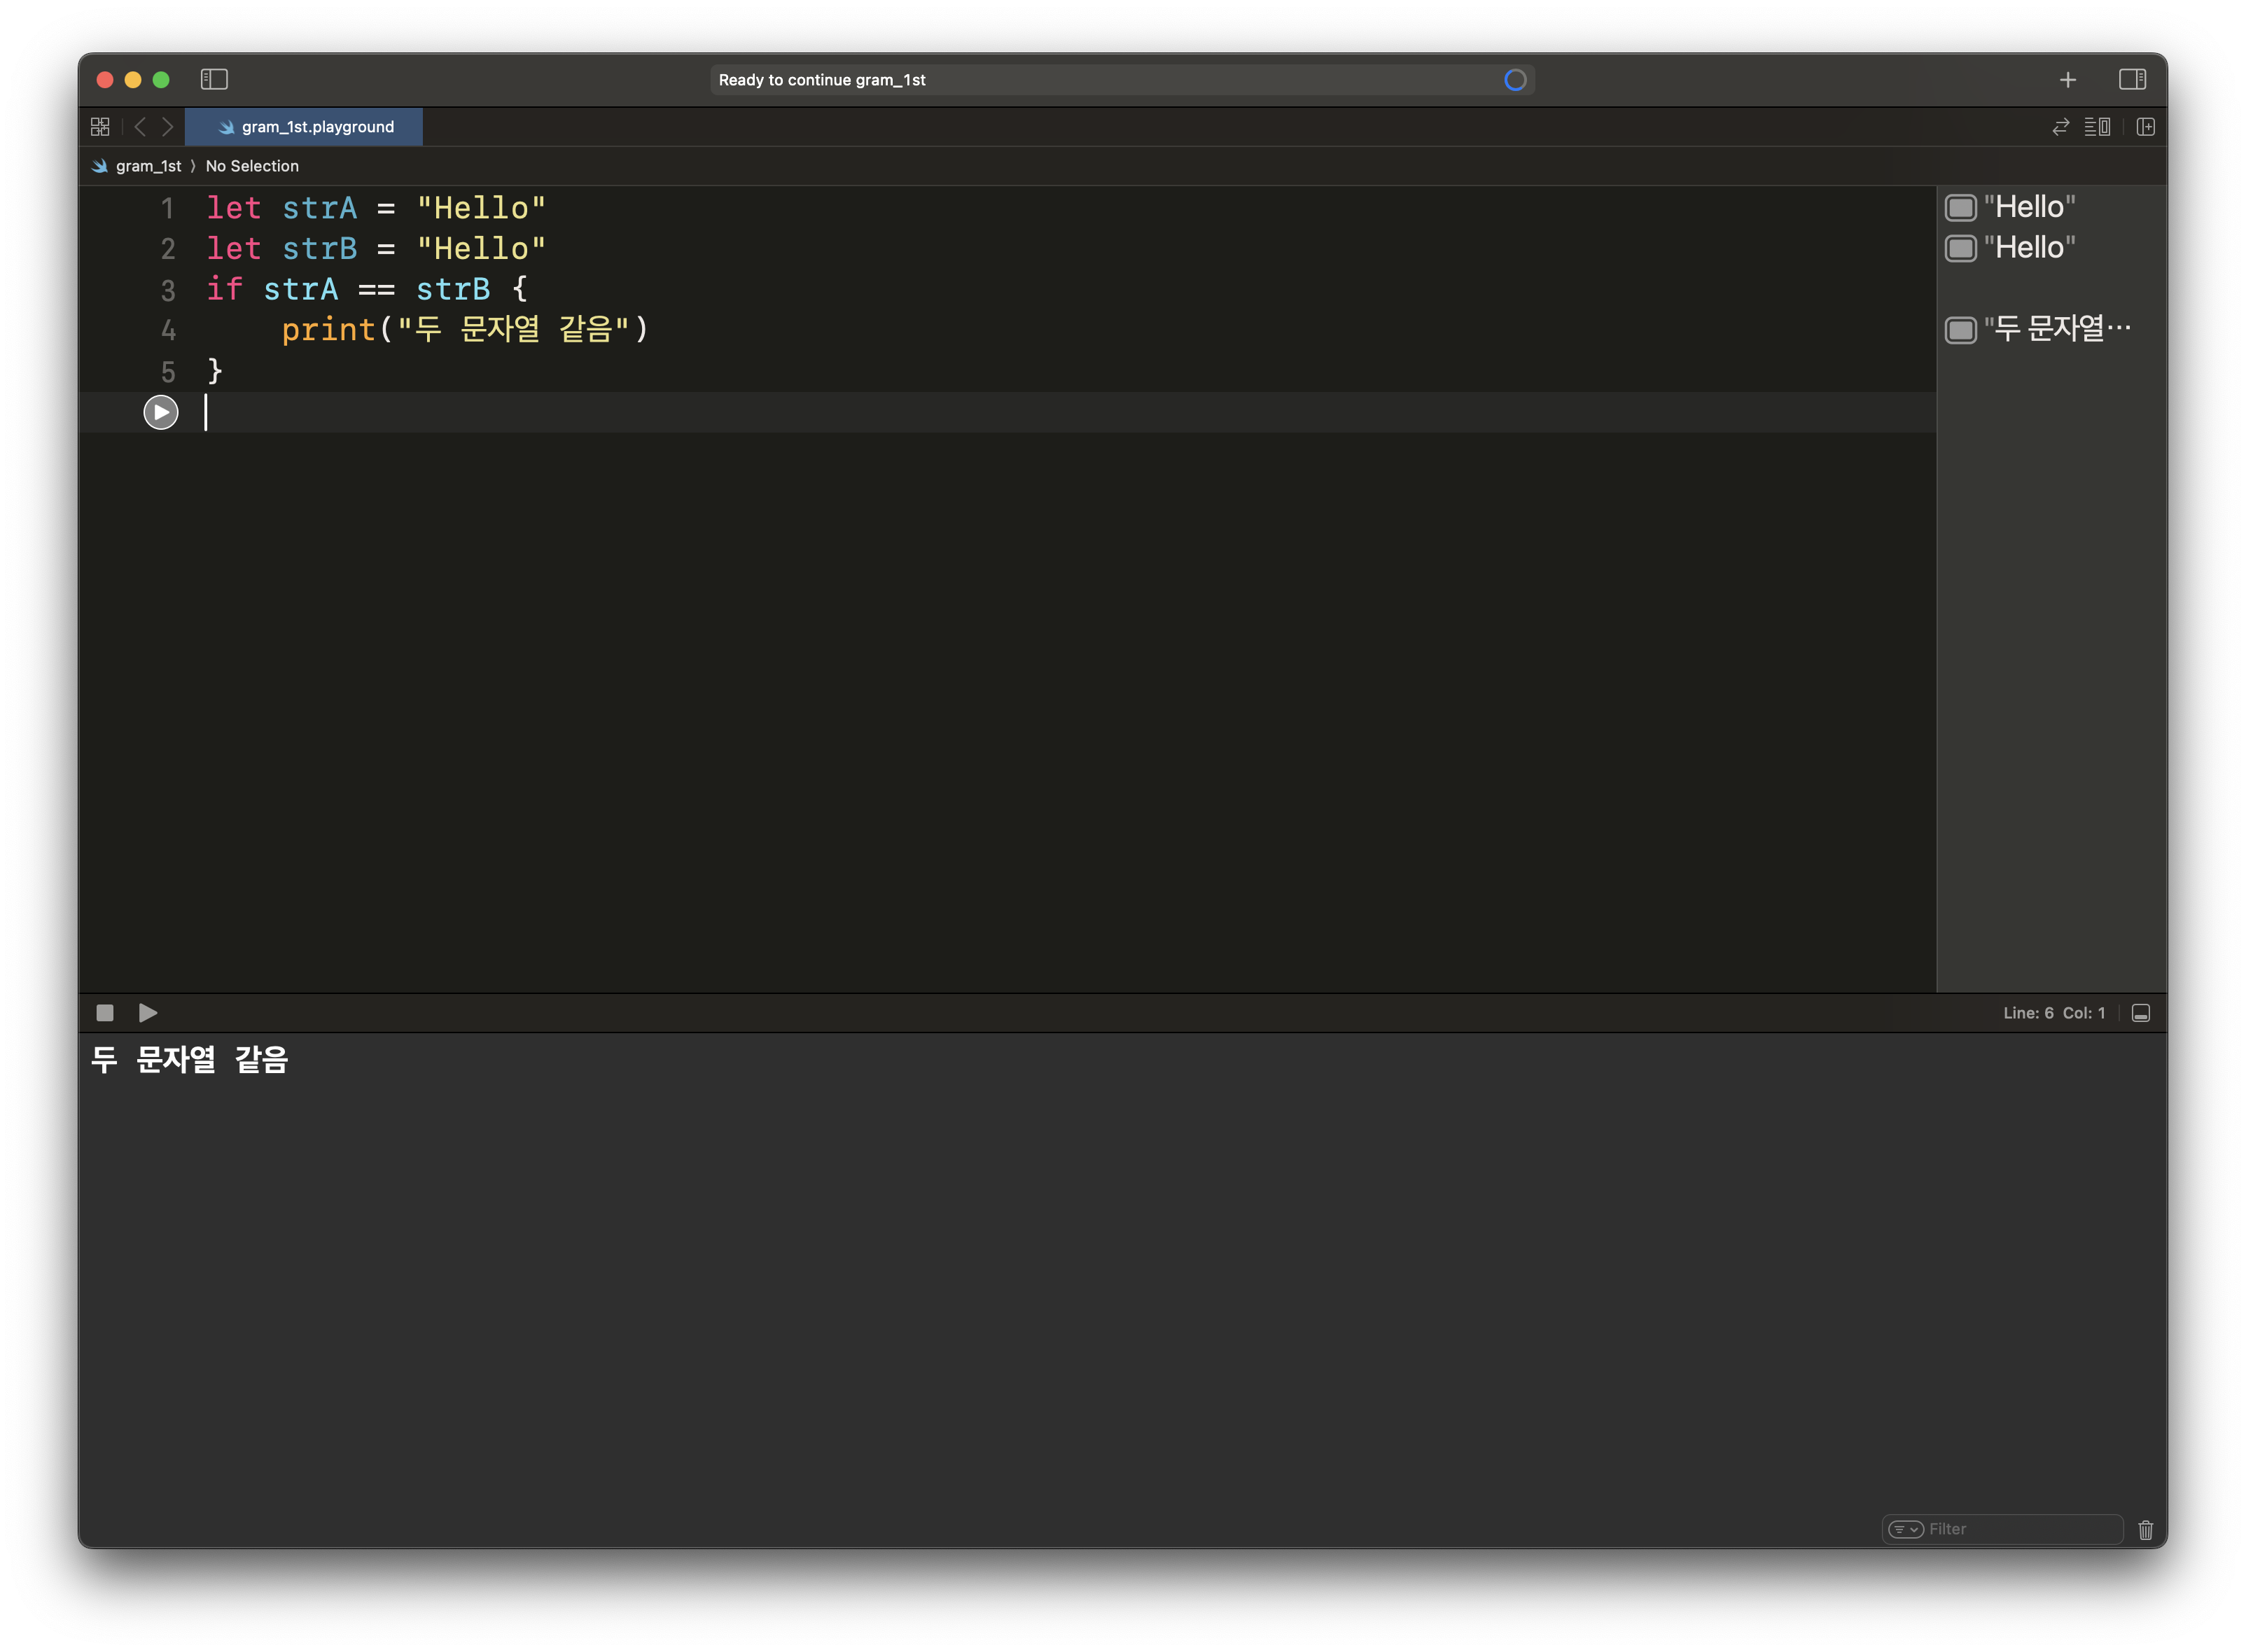 Ready to continue gram_1st
gram_1st.playground
gram_1st 〉 No Selection
1 let strA = "Hello"
2 let strB = "Hello"
3 if strA == strB {
4     print("두 문자열 같음")
5 }
"Hello"
"Hello"
"두 문자열…
Line: 6 Col: 1
두 문자열 같음
Filter